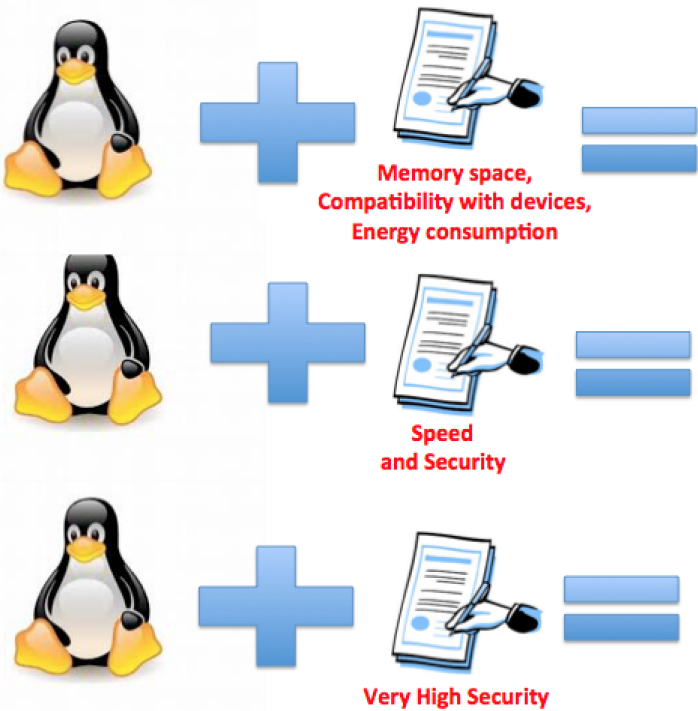 Memory space,
Compatibility with devices,
Energy consumption
Speed
and Security
Very High Security